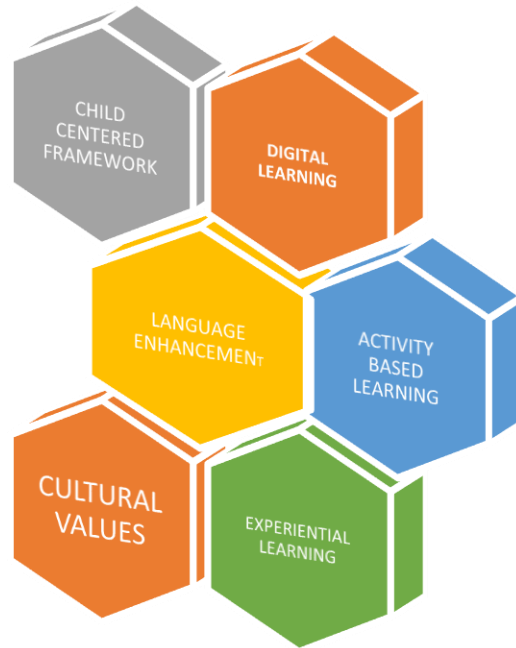 CHILD
CENTERED
FRAMEWORK
DIGITAL
LEARNING
LANGUAGE
ENHANCEMENT
ACTIVITY
BASED
LEARNING
CULTURAL
VALUES
EXPERIENTIAL
LEARNING